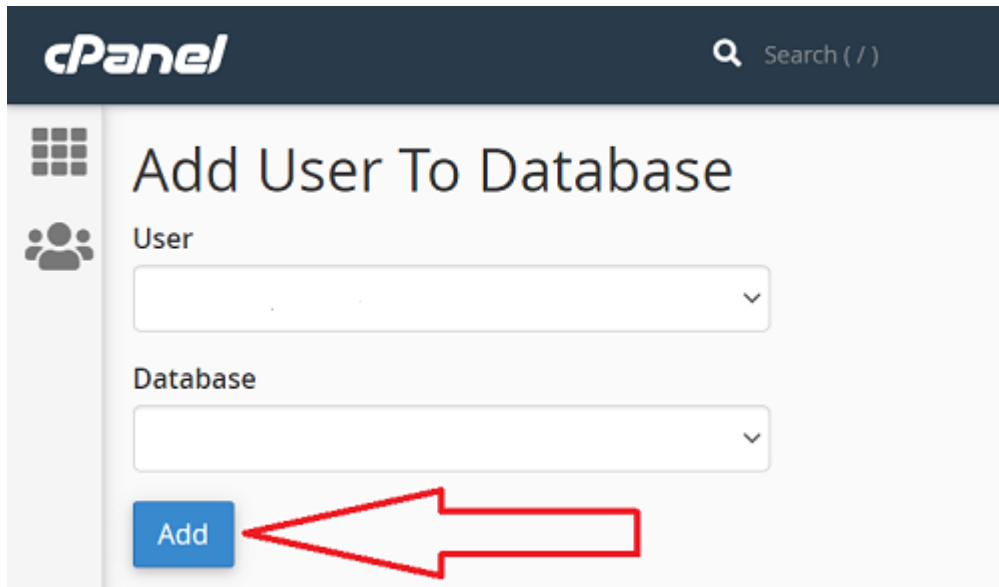 cPanel
Search ( / )
Add User To Database
User
Database
Add